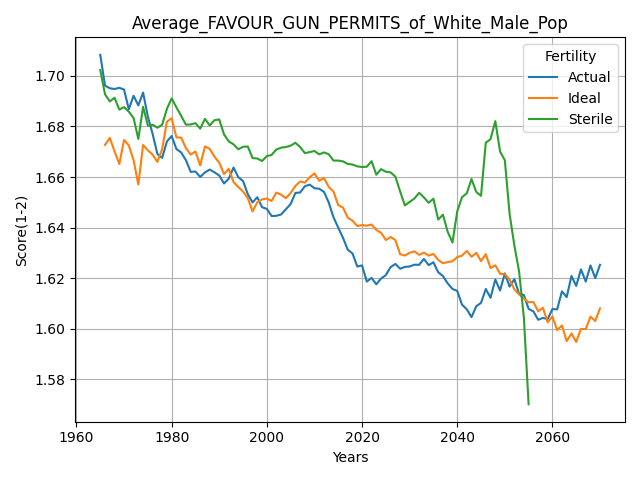 Average_FAVOUR_GUN_PERMITS_of_White_Male_Pop
Fertility
Actual
Ideal
Sterile
Score(1-2)
1.70
1.68
1.66
1.64
1.62
1.60
1.58
1960 1980 2000 2020 2040 2060
Years